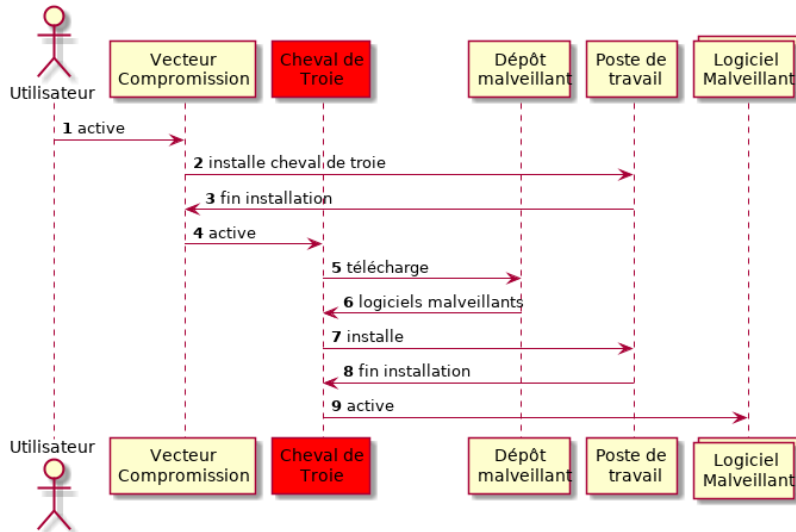 Utilisateur
Vecteur
Compromission
Cheval de
Troie
Dépôt
malveillant
Poste de
travail
Logiciel
Malveillant
1 active
2 installe cheval de troie
3 fin installation
4 active
5 télécharge
6 logiciels malveillants
7 installe
8 fin installation
9 active
Utilisateur
Vecteur
Compromission
Cheval de
Troie
Dépôt
malveillant
Poste de
travail
Logiciel
Malveillant